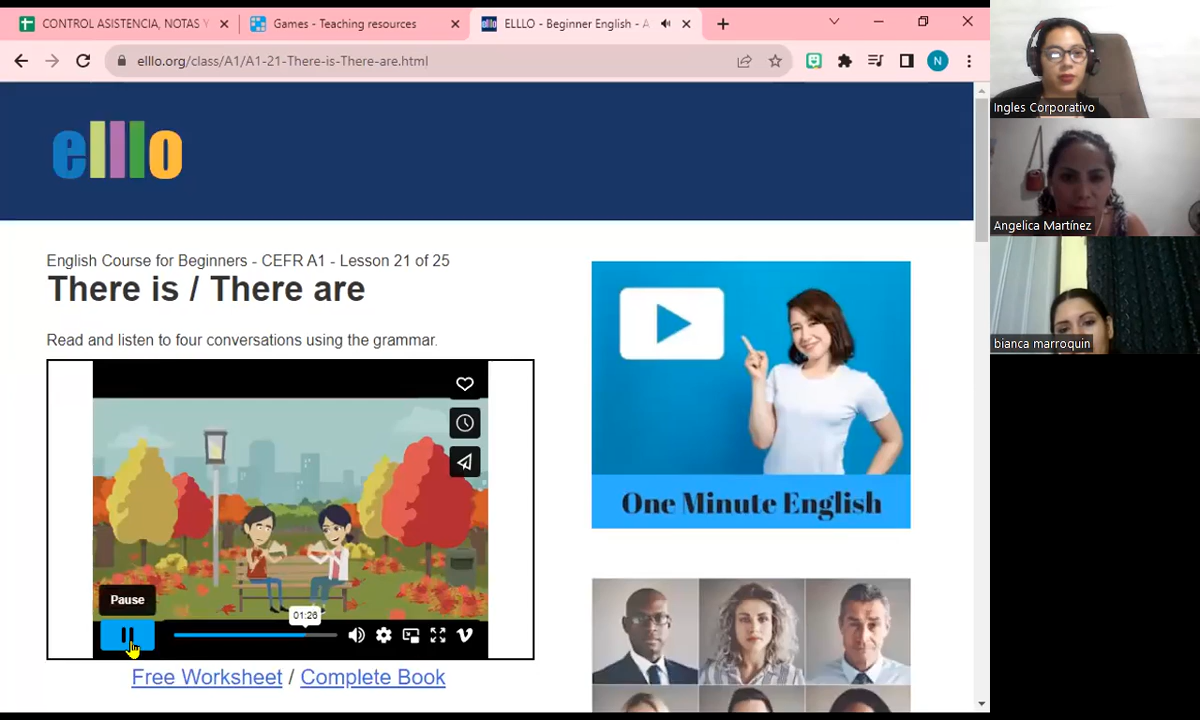 CONTROL ASISTENCIA, NOTAS Y
Games - Teaching resources
ELLLO - Beginner English - A
elllo.org/class/A1/A1-21-There-is-There-are.html
elllo
English Course for Beginners - CEFR A1 - Lesson 21 of 25
There is / There are
Read and listen to four conversations using the grammar.
Pause
01:26
Free Worksheet / Complete Book
One Minute English
N
Ingles Corporativo
Angelica Martínez
bianca marroquin